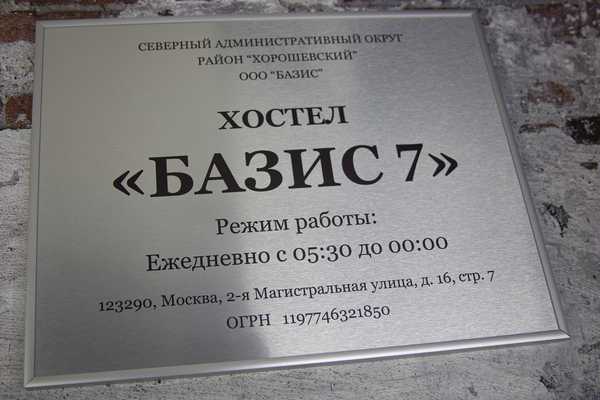 СЕВЕРНЫЙ АДМИНИСТРАТИВНЫЙ ОКРУГ
РАЙОН “ХОРОШЕВСКИЙ”
ООО “БАЗИС”
ХОСТЕЛ
«БАЗИС 7»
Режим работы:
Ежедневно с 05:30 до 00:00
123290, Москва, 2-я Магистральная улица, д. 16, стр. 7
ОГРН 1197746321850